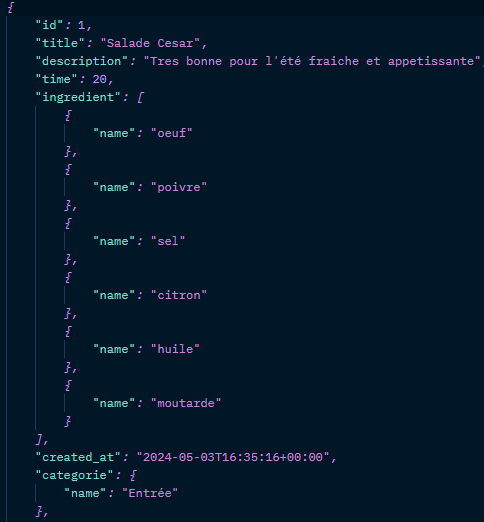 {
"id": 1,
"title": "Salade Cesar",
"description": "Tres bonne pour l'été fraiche et appetissante",
"time": 20,
"ingredient": [
{
"name": "oeuf"
},
{
"name": "poivre"
},
{
"name": "sel"
},
{
"name": "citron"
},
{
"name": "huile"
},
{
"name": "moutarde"
}
],
"created_at": "2024-05-03T16:35:16+00:00",
"categorie": {
"name": "Entrée"
},